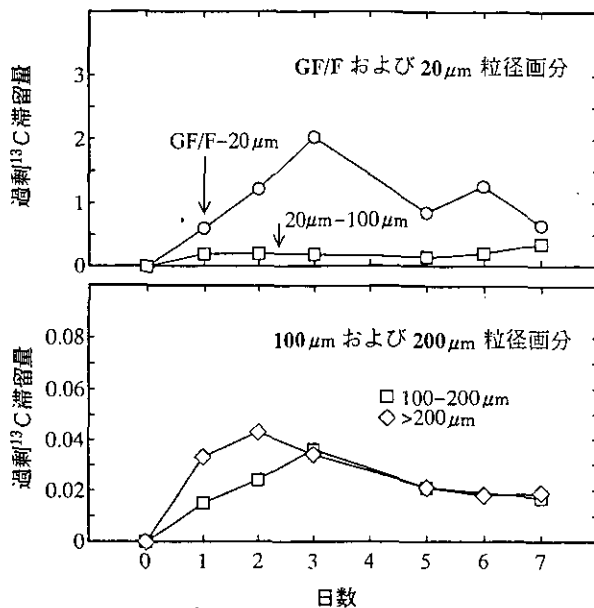 GF/F および 20μm 粒径画分
過剰¹³C滞留量
3
2
1
0
GF/F-20μm
20μm-100μm
100μm および 200μm 粒径画分
過剰¹³C滞留量
0.08
0.06
0.04
0.02
0
100-200μm
>200μm
0 1 2 3 4 5 6 7
日数